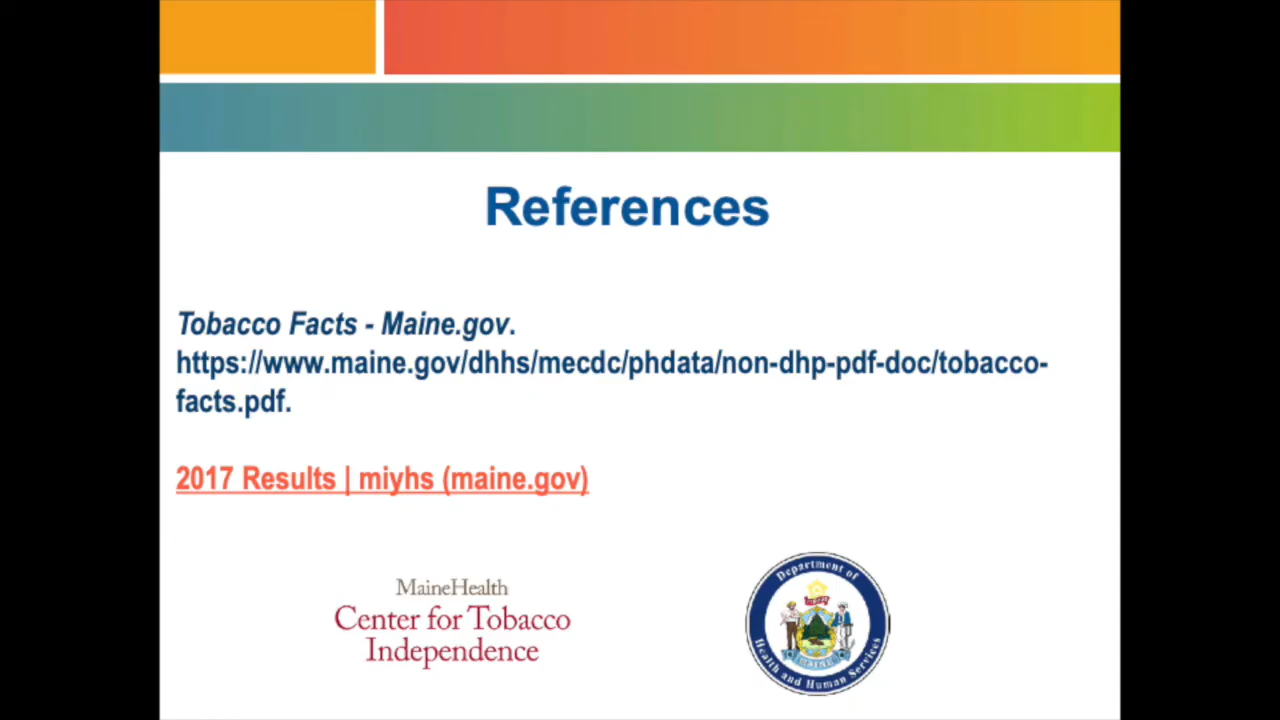 References
Tobacco Facts - Maine.gov.
https://www.maine.gov/dhhs/mecdc/phdata/non-dhp-pdf-doc/tobacco-
facts.pdf.
2017 Results | miyhs (maine.gov)
MaineHealth
Center for Tobacco
Independence
Department of
Health and Human Services